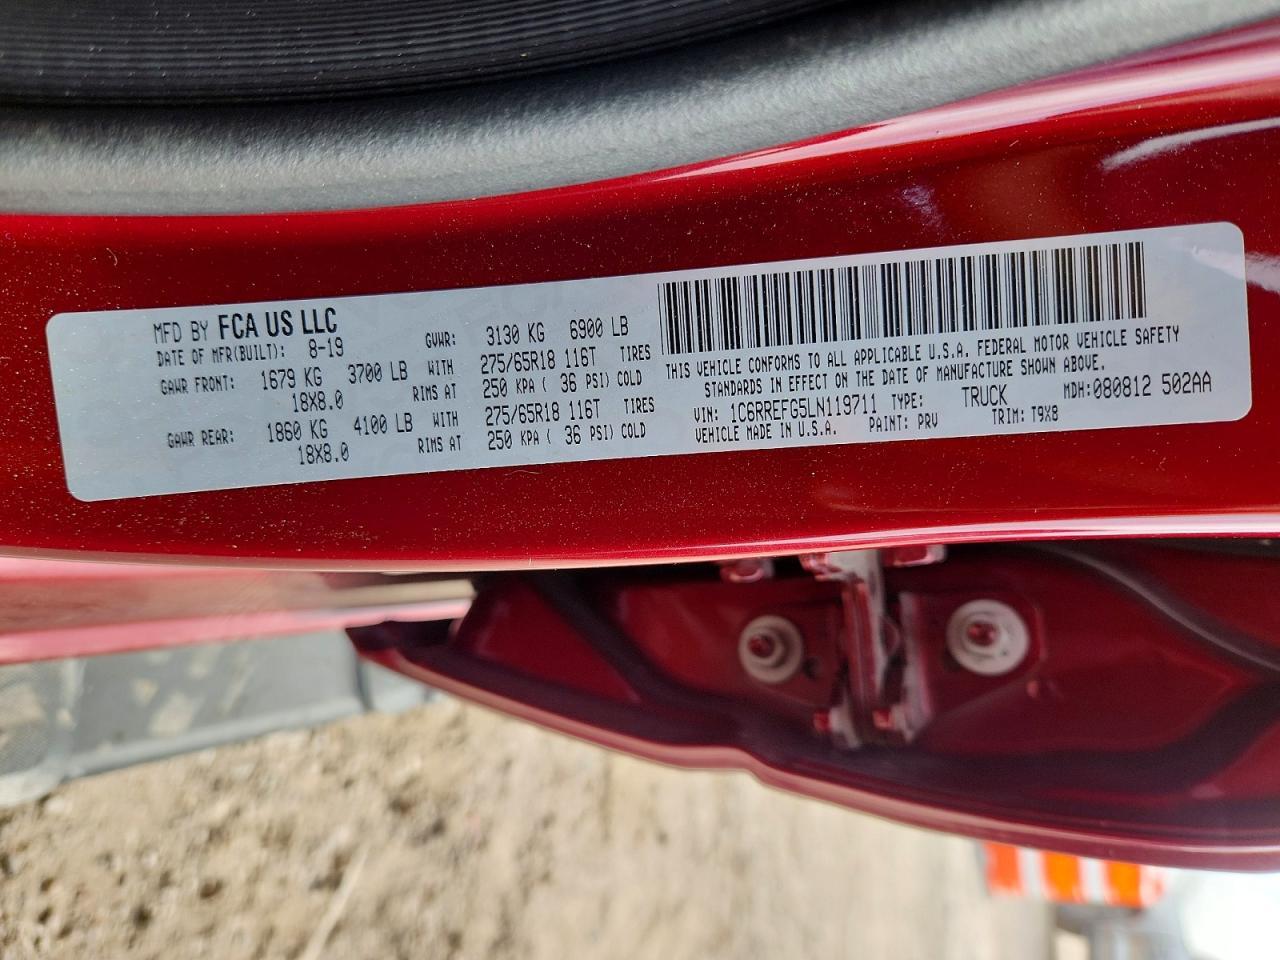 MFD BY FCA US LLC
DATE OF MFR(BUILT): 8-19 GVWR: 3130 KG 6900 LB
GAWR FRONT: 1679 KG 3700 LB WITH 275/65R18 116T TIRES
18X8.0 RIMS AT 250 KPA ( 36 PSI) COLD
GAWR REAR: 1860 KG 4100 LB WITH 275/65R18 116T TIRES
18X8.0 RIMS AT 250 KPA ( 36 PSI) COLD
THIS VEHICLE CONFORMS TO ALL APPLICABLE U.S.A. FEDERAL MOTOR VEHICLE SAFETY
STANDARDS IN EFFECT ON THE DATE OF MANUFACTURE SHOWN ABOVE.
VIN: 1C6RREFG5LN119711 TYPE: TRUCK MDH:080812 502AA
VEHICLE MADE IN U.S.A. PAINT: PRV TRIM: T9X8